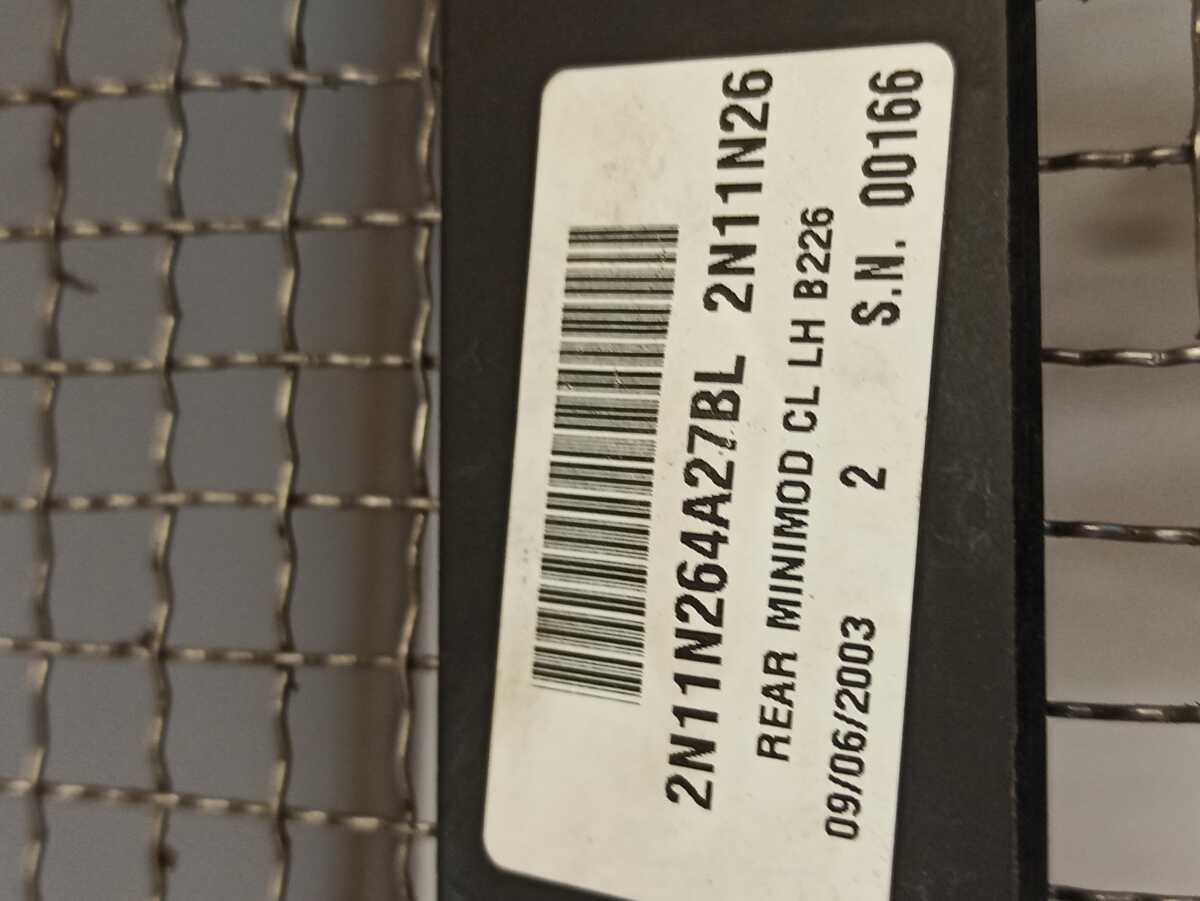 2N11N264A27BL 2N11N26
REAR MINIMOD CL LH B226
09/06/2003 2 S.N. 00166